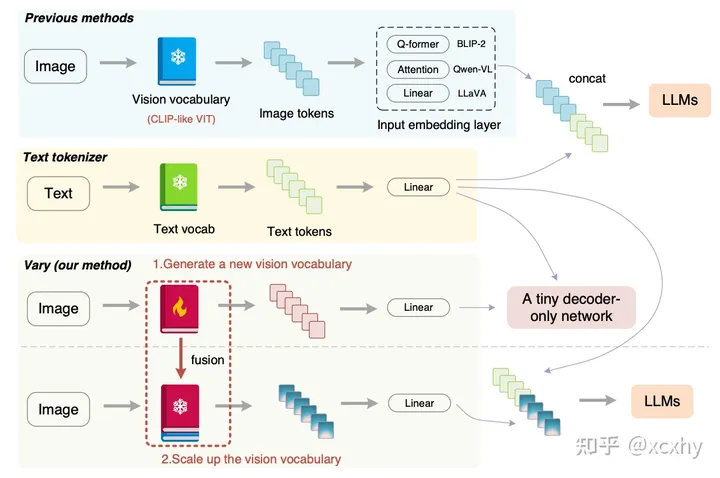 Previous methods
Image
Vision vocabulary
(CLIP-like VIT)
Image tokens
Q-former BLIP-2
Attention Qwen-VL
Linear LLaVA
Input embedding layer
concat
LLMs
Text tokenizer
Text
Text vocab
Text tokens
Linear
Vary (our method)
1.Generate a new vision vocabulary
Image
Linear
A tiny decoder-
only network
fusion
Image
Linear
LLMs
2.Scale up the vision vocabulary
知乎 @xcxhy